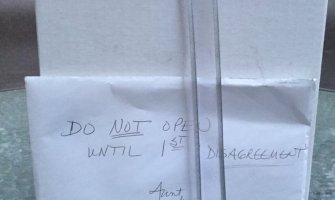 DO NOT OPEN
UNTIL 1ST DISAGREEMENT
Aunt,